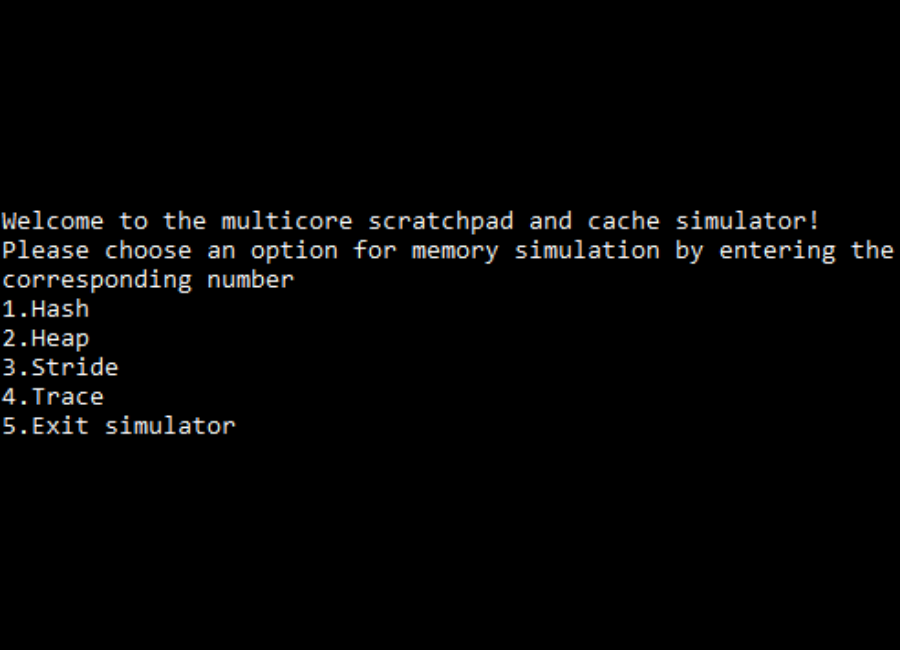 Welcome to the multicore scratchpad and cache simulator!
Please choose an option for memory simulation by entering the
corresponding number
1.Hash
2.Heap
3.Stride
4.Trace
5.Exit simulator